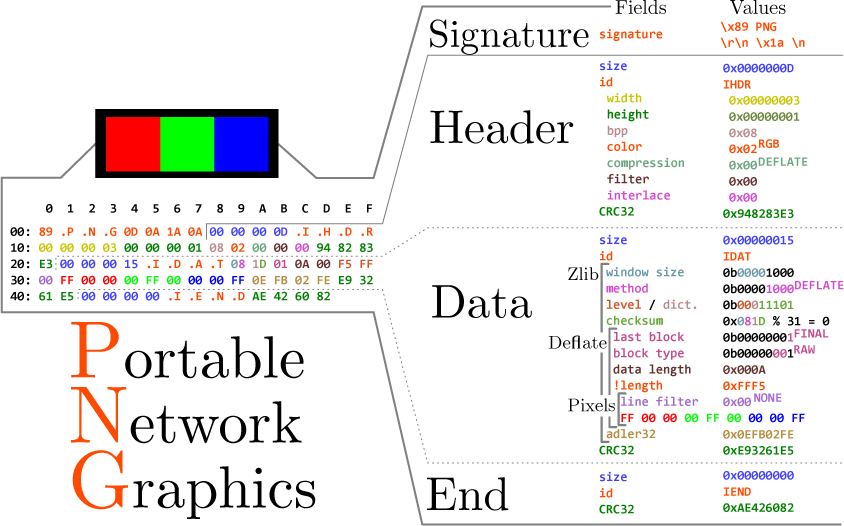 Fields Values
Signature signature \x89 PNG
\r\n \x1a \n
Header
size 0x0000000D
id IHDR
width 0x00000003
height 0x00000001
bpp 0x08
color 0x02 RGB
compression 0x00 DEFLATE
filter 0x00
interlace 0x00
CRC32 0x948283E3
0 1 2 3 4 5 6 7 8 9 A B C D E F
00: 89 .P .N .G 0D 0A 1A 0A 00 00 00 0D .I .H .D .R
10: 00 00 00 03 00 00 00 01 08 02 00 00 00 94 82 83
20: E3 00 00 00 15 .I .D .A .T 08 1D 01 0A 00 F5 FF
30: 00 FF 00 00 00 FF 00 00 00 FF 0E FB 02 FE E9 32
40: 61 E5 00 00 00 00 .I .E .N .D AE 42 60 82
Data
size 0x00000015
id IDAT
Zlib
window size 0b00001000
method 0b00001000 DEFLATE
level / dict. 0b00011101
checksum 0x081D % 31 = 0
Deflate
last block 0b00000001 FINAL
block type 0b00000001 RAW
data length 0x000A
!length 0xFFF5
Pixels
line filter 0x00 NONE
FF 00 00 00 FF 00 00 00 FF
adler32 0x0EFB02FE
CRC32 0xE93261E5
End
size 0x00000000
id IEND
CRC32 0xAE426082
Portable
Network
Graphics